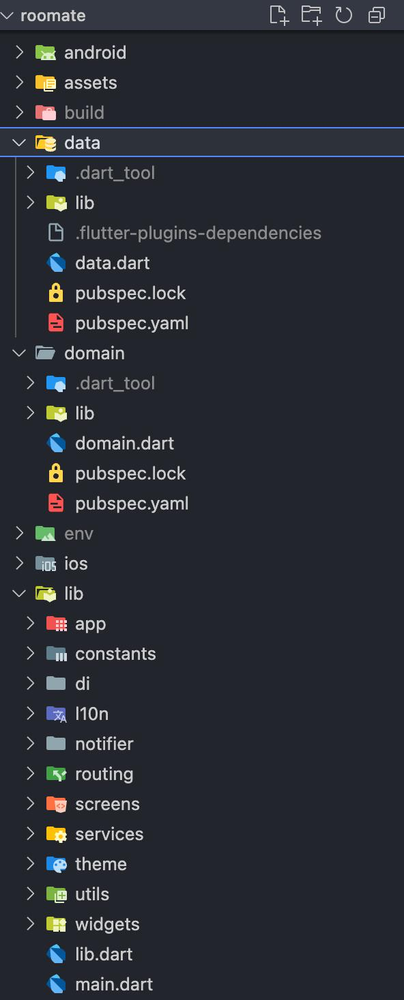 roomate
android
assets
build
data
.dart_tool
lib
.flutter-plugins-dependencies
data.dart
pubspec.lock
pubspec.yaml
domain
.dart_tool
lib
domain.dart
pubspec.lock
pubspec.yaml
env
ios
lib
app
constants
di
l10n
notifier
routing
screens
services
theme
utils
widgets
lib.dart
main.dart